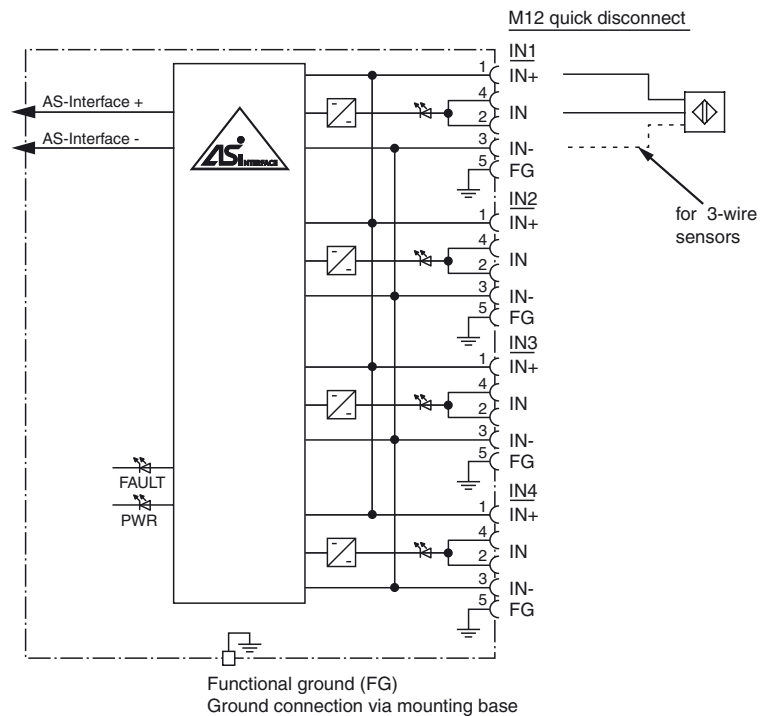 M12 quick disconnect
IN1
1 IN+
AS-Interface +
4 IN
2
AS-Interface -
3 IN-
ASi INTERFACE
5 FG
for 3-wire
sensors
IN2
1 IN+
4 IN
2
3 IN-
5 FG
IN3
1 IN+
4 IN
2
3 IN-
5 FG
FAULT
IN4
1 IN+
PWR
4 IN
2
3 IN-
5 FG
Functional ground (FG)
Ground connection via mounting base